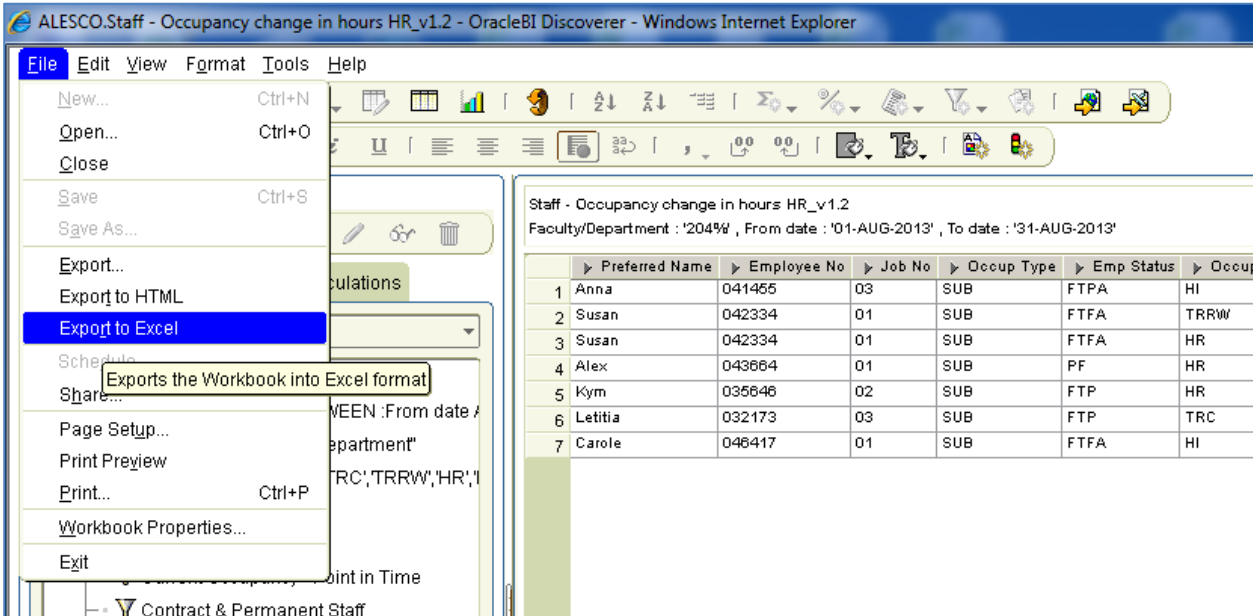 ALESCO.Staff - Occupancy change in hours HR_v1.2 - OracleBI Discoverer - Windows Internet Explorer
File Edit View Format Tools Help
New... Ctrl+N
Open... Ctrl+O
Close
Save Ctrl+S
Save As...
Export...
Export to HTML
Export to Excel
Schedule
Exports the Workbook into Excel format
Share...
Page Setup...
Print Preview
Print... Ctrl+P
Workbook Properties...
Exit
culations
WEEN :From date A
epartment"
TRC','TRRW','HR','
oint in Time
Contract & Permanent Staff
Staff - Occupancy change in hours HR_v1.2
Faculty/Department : '204%' , From date : '01-AUG-2013' , To date : '31-AUG-2013'
Preferred Name Employee No Job No Occup Type Emp Status Occup
1 Anna 041455 03 SUB FTPA HI
2 Susan 042334 01 SUB FTFA TRRW
3 Susan 042334 01 SUB FTFA HR
4 Alex 043664 01 SUB PF HR
5 Kym 035646 02 SUB FTP HR
6 Letitia 032173 03 SUB FTP TRC
7 Carole 046417 01 SUB FTFA HI